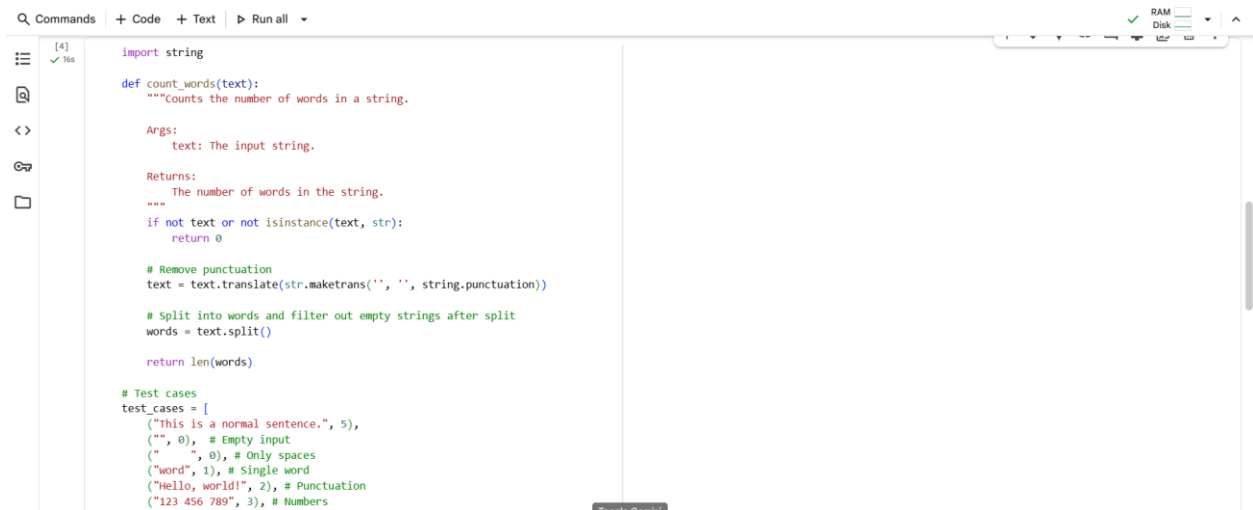 Commands + Code + Text Run all
RAM
Disk
[4]
16s
import string
def count_words(text):
"""Counts the number of words in a string.
Args:
text: The input string.
Returns:
The number of words in the string.
"""
if not text or not isinstance(text, str):
return 0
# Remove punctuation
text = text.translate(str.maketrans('', '', string.punctuation))
# Split into words and filter out empty strings after split
words = text.split()
return len(words)
# Test cases
test_cases = [
("This is a normal sentence.", 5),
("", 0),  # Empty input
("     ", 0), # Only spaces
("word", 1), # Single word
("Hello, world!", 2), # Punctuation
("123 456 789", 3), # Numbers